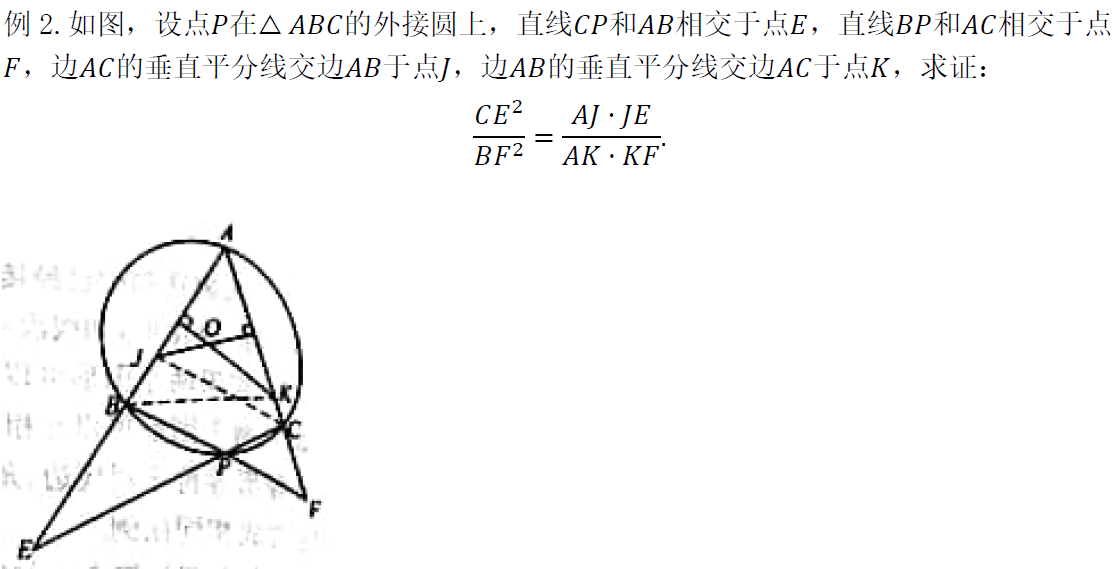 例 2. 如图，设点P在△ ABC的外接圆上，直线CP和AB相交于点E，直线BP和AC相交于点
F，边AC的垂直平分线交边AB于点J，边AB的垂直平分线交边AC于点K，求证：
CE² / BF² = AJ · JE / AK · KF.
A
O
J
K
B
C
P
F
E